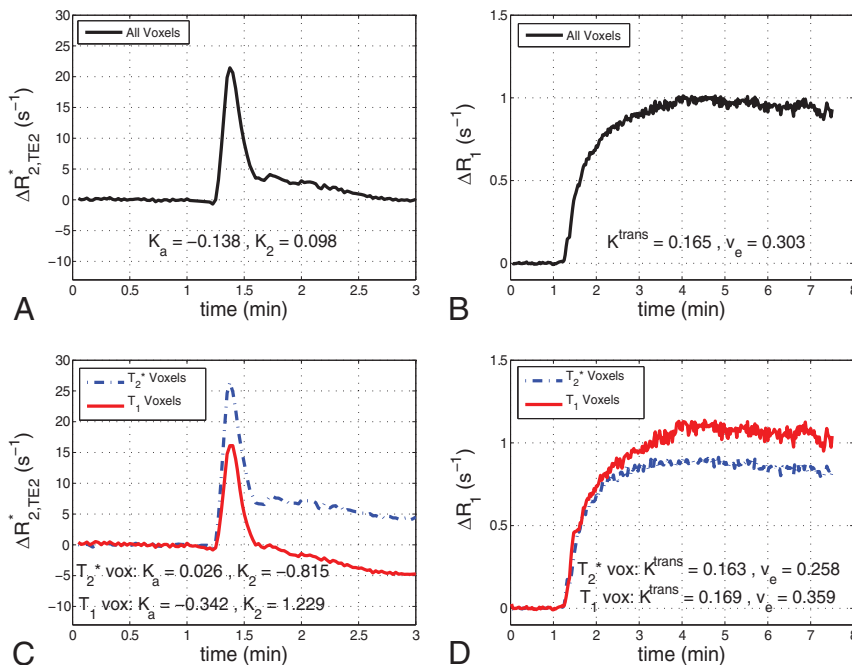 All Voxels
30
25
20
15
10
5
0
−5
−10
ΔR*2,TE2 (s−1)
Ka = −0.138 , K2 = 0.098
0 0.5 1 1.5 2 2.5 3
time (min)
A
All Voxels
1.5
1
0.5
0
ΔR1 (s−1)
Ktrans = 0.165 , ve = 0.303
0 1 2 3 4 5 6 7 8
time (min)
B
T2* Voxels
T1 Voxels
30
25
20
15
10
5
0
−5
−10
ΔR*2,TE2 (s−1)
T2* vox: Ka = 0.026 , K2 = −0.815
T1 vox: Ka = −0.342 , K2 = 1.229
0 0.5 1 1.5 2 2.5 3
time (min)
C
T2* Voxels
T1 Voxels
1.5
1
0.5
0
ΔR1 (s−1)
T2* vox: Ktrans = 0.163 , ve = 0.258
T1 vox: Ktrans = 0.169 , ve = 0.359
0 1 2 3 4 5 6 7 8
time (min)
D